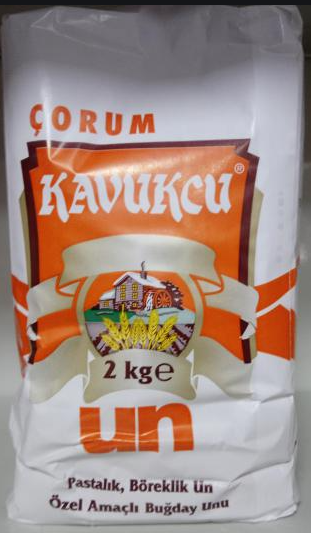 ÇORUM
KAVUKCU®
2 kg e
un
Pastalık, Böreklik Un
Özel Amaçlı Buğday Unu